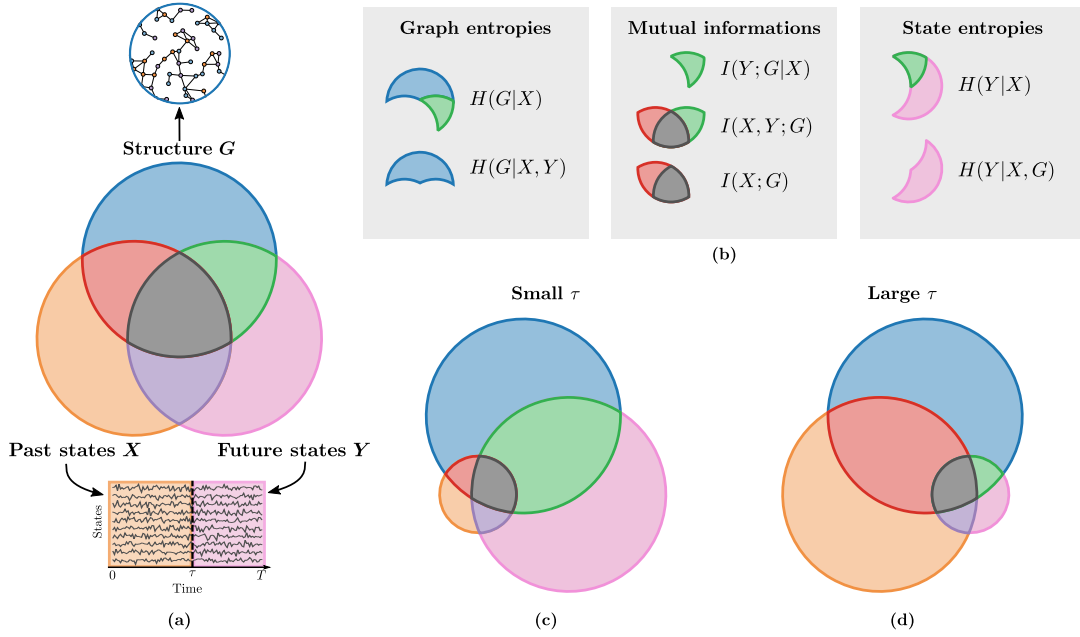 Structure G
Past states X
Future states Y
States
0
τ
T
Time
(a)
Graph entropies
H(G|X)
H(G|X, Y)
Mutual informations
I(Y; G|X)
I(X, Y; G)
I(X; G)
State entropies
H(Y|X)
H(Y|X, G)
(b)
Small τ
(c)
Large τ
(d)